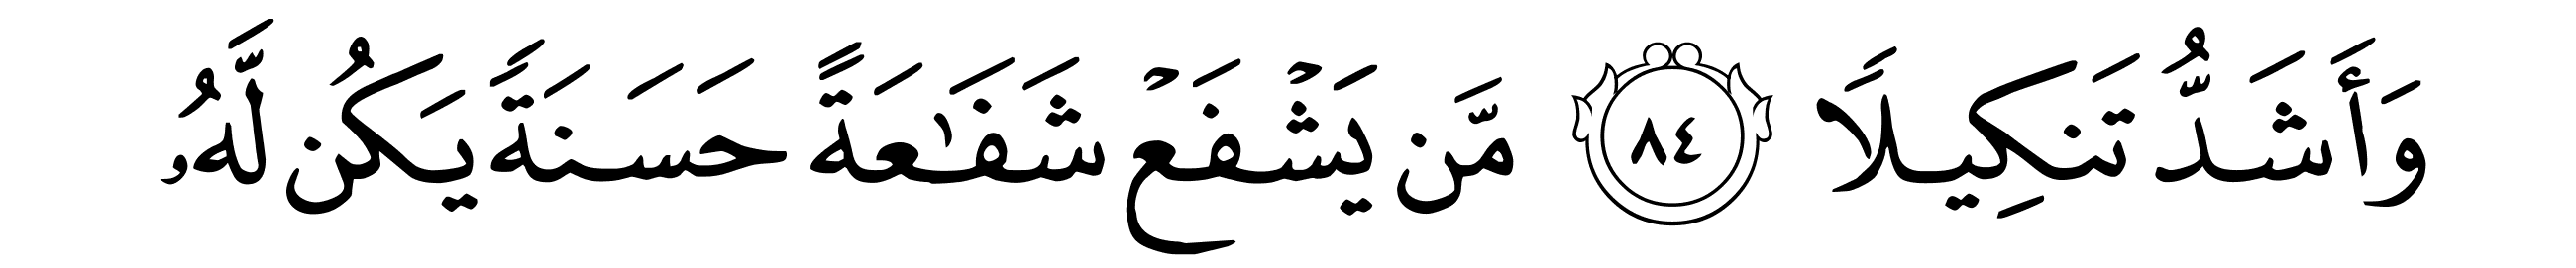 وَأَشَدُّ تَنكِيلًا ٨٤ مَّن يَشْفَعْ شَفَـٰعَةً حَسَنَةً يَكُن لَّهُۥ